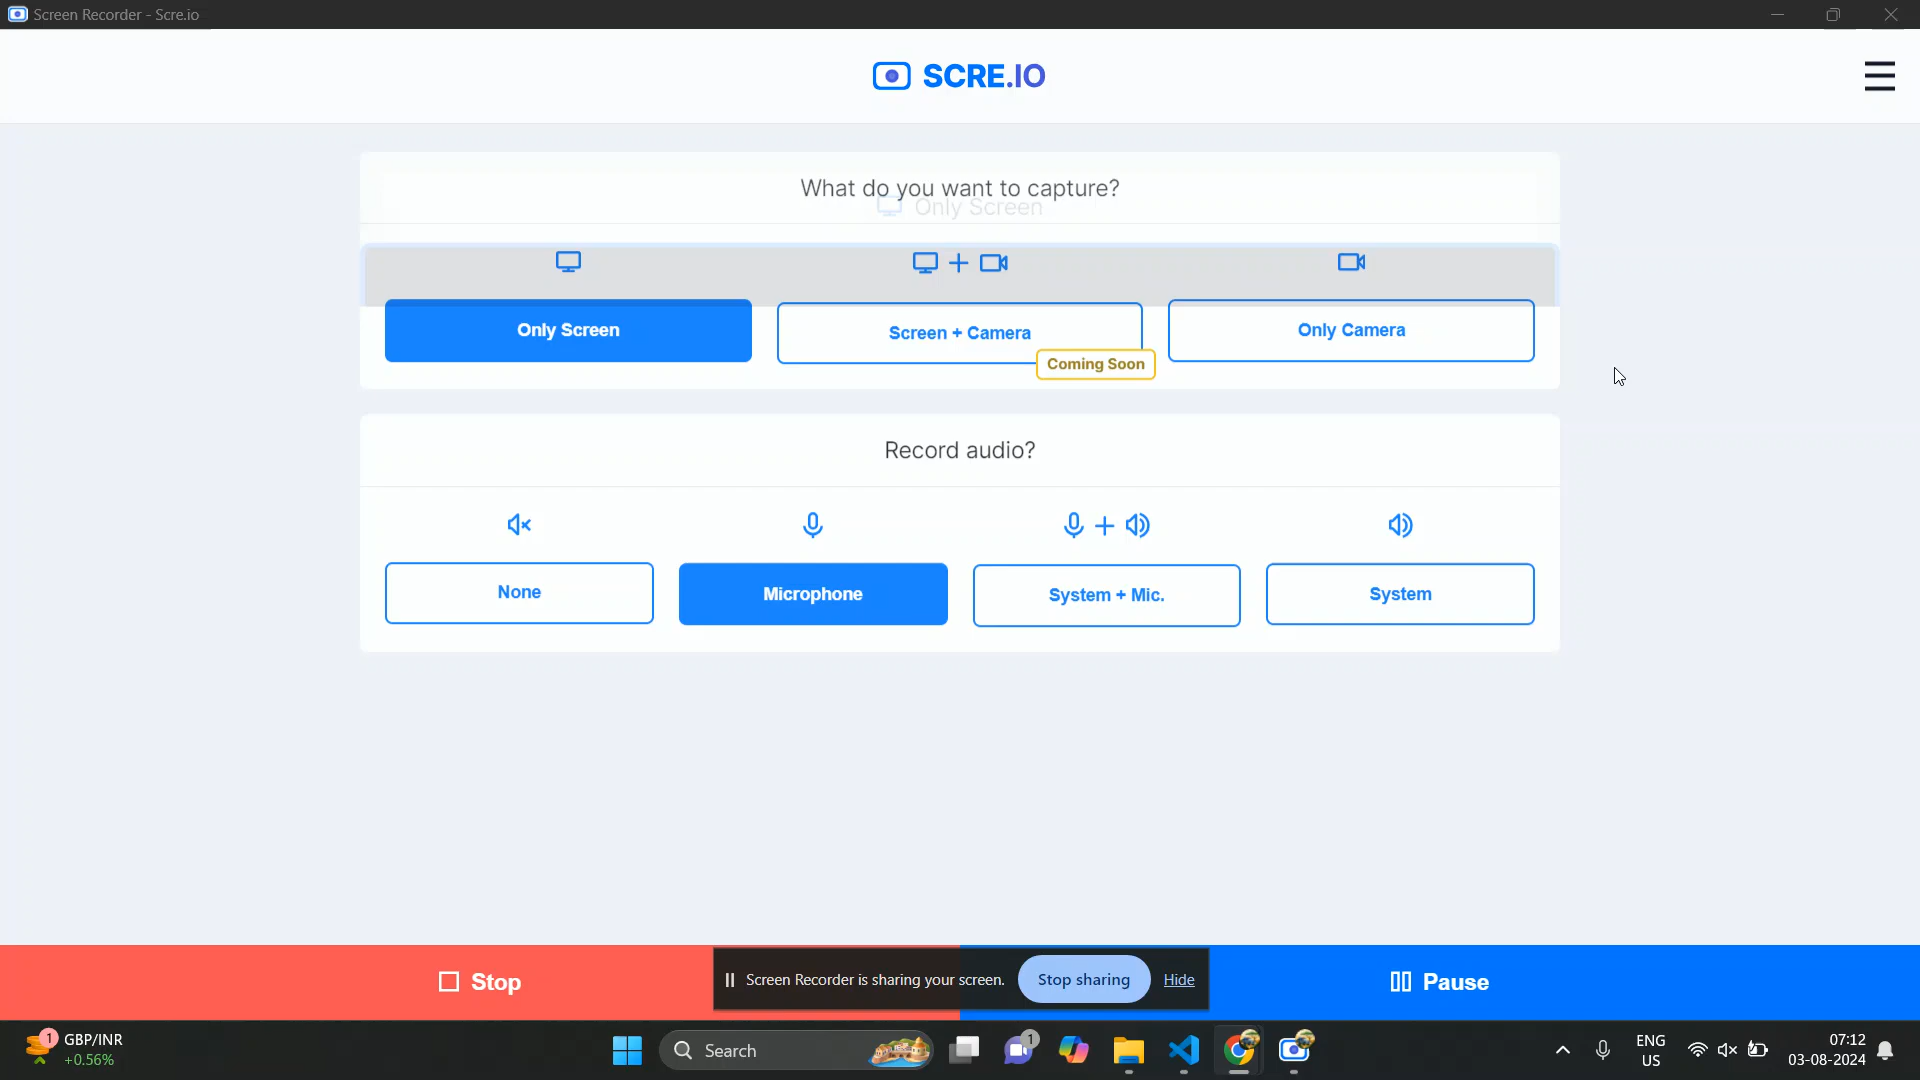 Screen Recorder - Scre.io
SCRE.IO
What do you want to capture?
Only Screen
Only Screen
Screen + Camera
Only Camera
Coming Soon
Record audio?
None
Microphone
System + Mic.
System
Stop
Screen Recorder is sharing your screen.
Stop sharing
Hide
Pause
1
GBP/INR
+0.56%
Search
1
ENG
US
07:12
03-08-2024